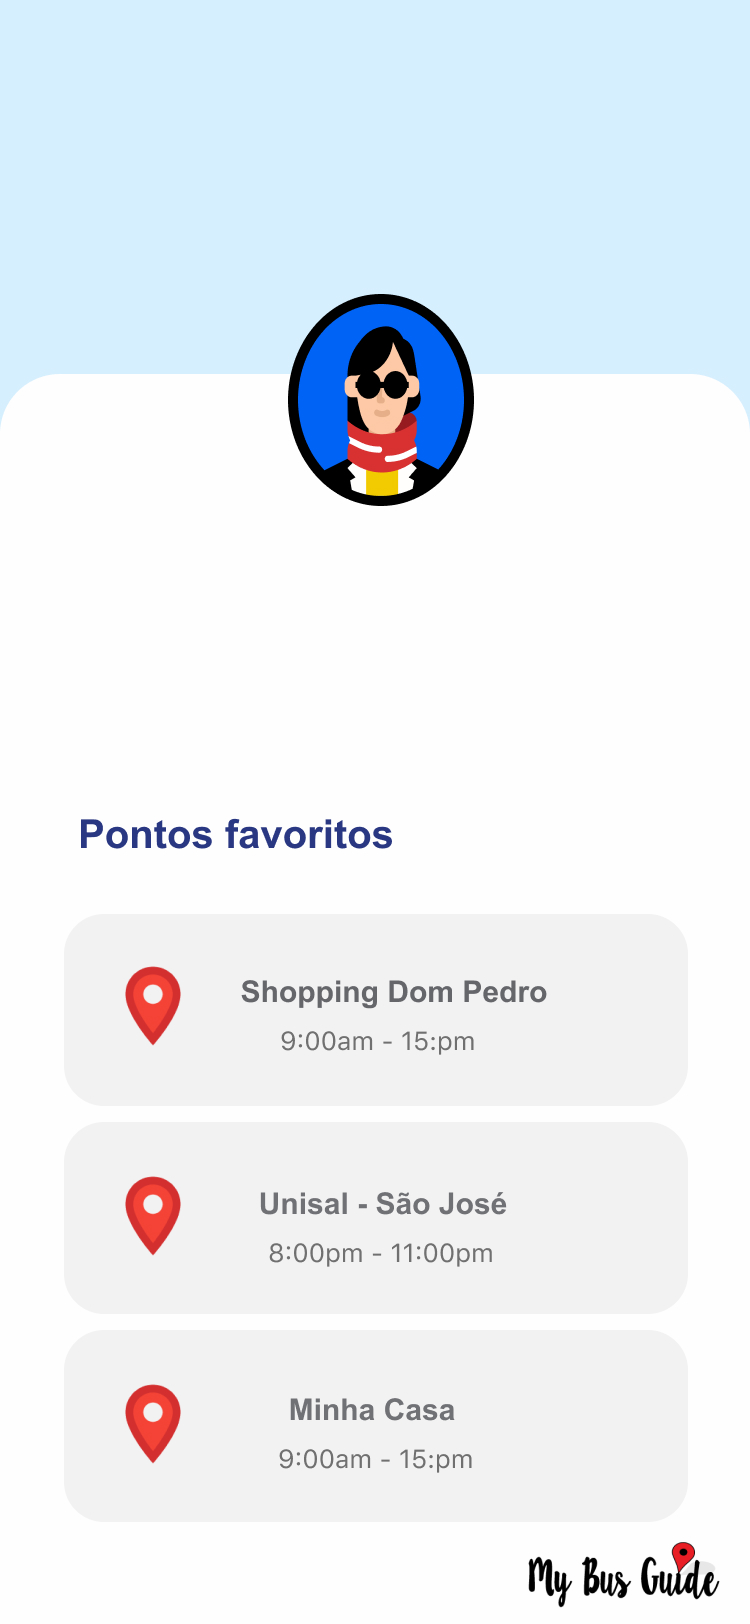 Pontos favoritos
Shopping Dom Pedro
9:00am - 15:pm
Unisal - São José
8:00pm - 11:00pm
Minha Casa
9:00am - 15:pm
My Bus Guide